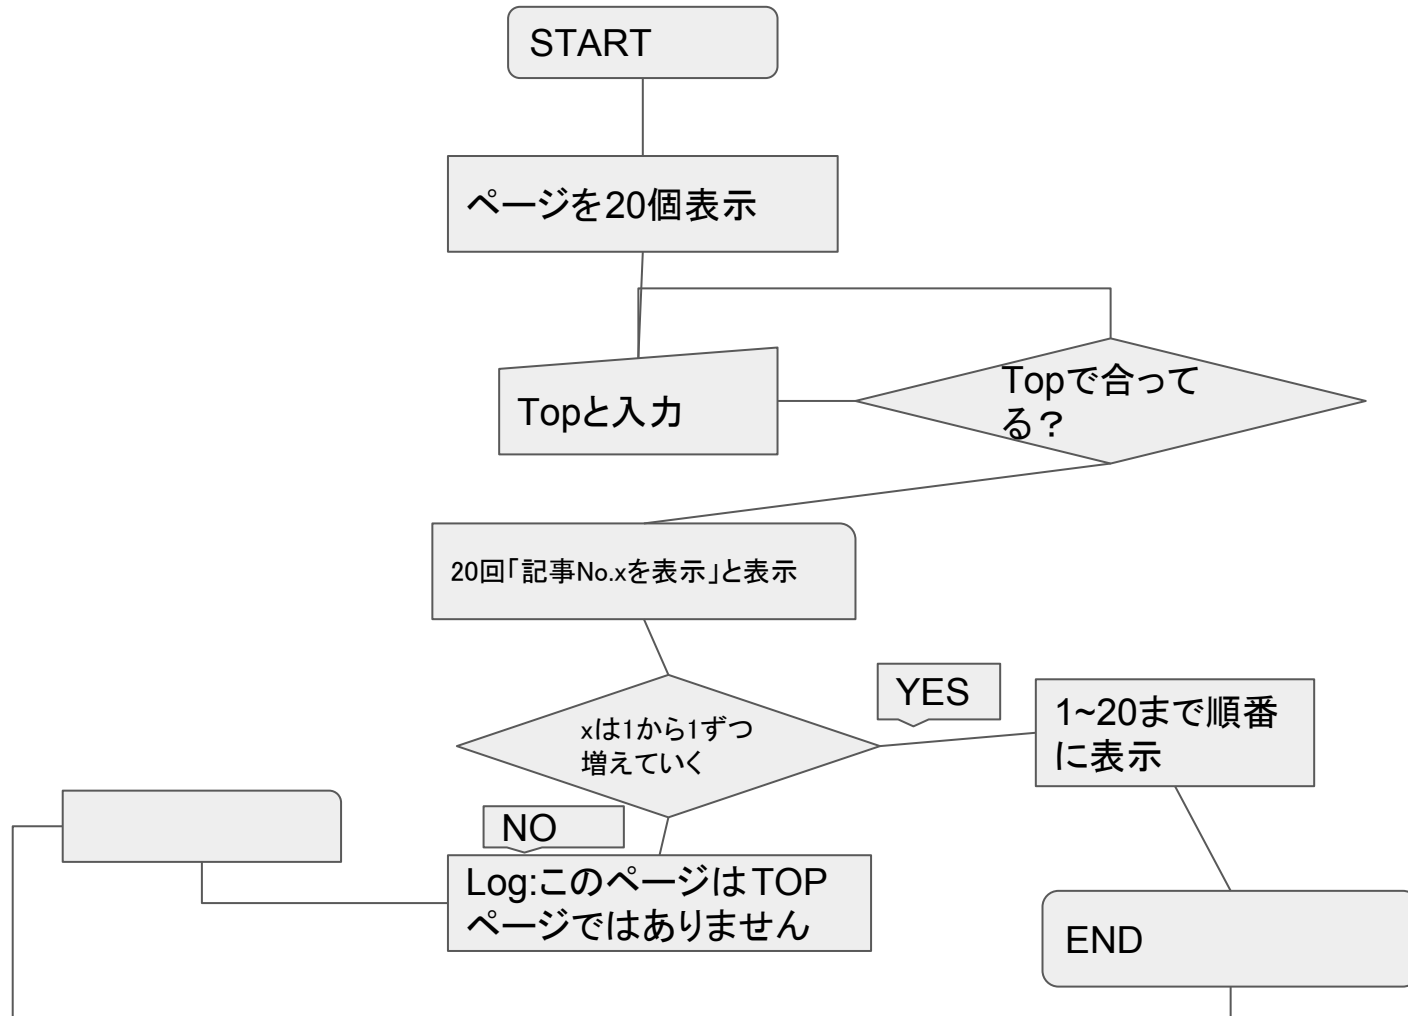 START
ページを20個表示
Topと入力
Topで合って
る？
20回「記事No.xを表示」と表示
xは1から1ずつ
増えていく
YES
1~20まで順番
に表示
NO
Log:このページはTOP
ページではありません
END